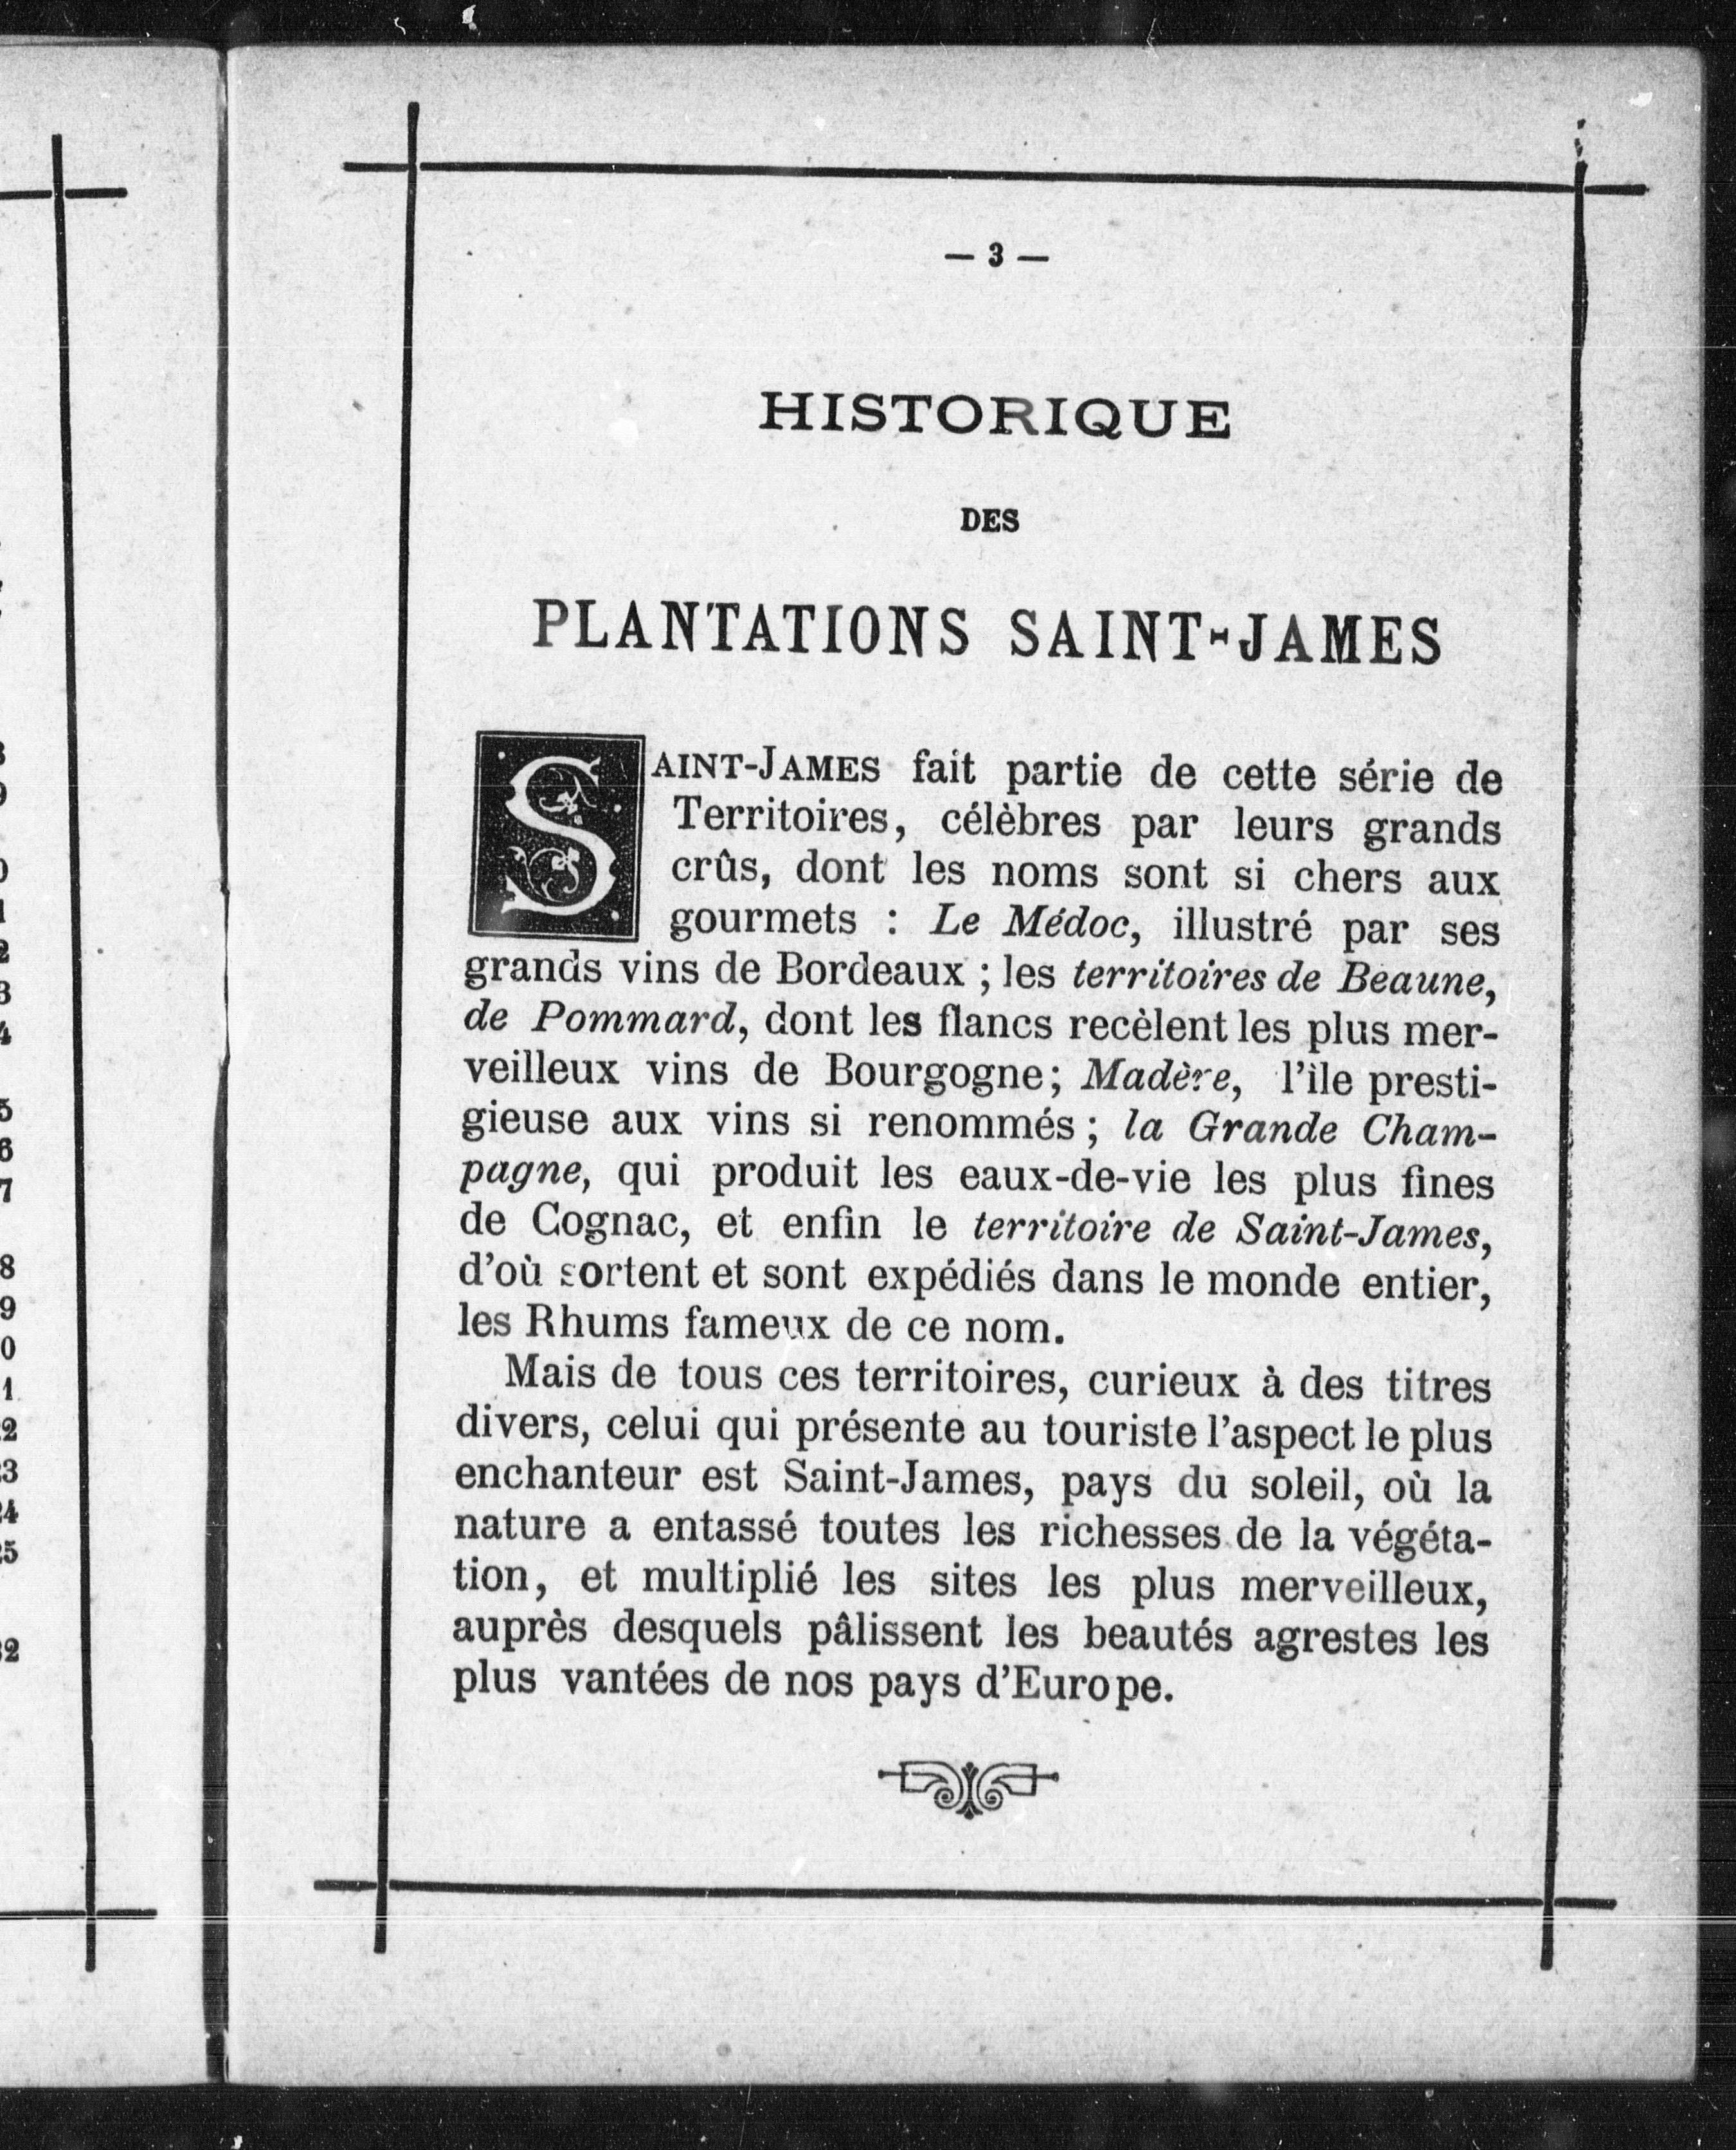 — 3 —
HISTORIQUE
DES
PLANTATIONS SAINT-JAMES
SAINT-JAMES fait partie de cette série de
Territoires, célèbres par leurs grands
crûs, dont les noms sont si chers aux
gourmets : Le Médoc, illustré par ses
grands vins de Bordeaux ; les territoires de Beaune,
de Pommard, dont les flancs recèlent les plus mer-
veilleux vins de Bourgogne; Madère, l'île presti-
gieuse aux vins si renommés ; la Grande Cham-
pagne, qui produit les eaux-de-vie les plus fines
de Cognac, et enfin le territoire de Saint-James,
d'où sortent et sont expédiés dans le monde entier,
les Rhums fameux de ce nom.
Mais de tous ces territoires, curieux à des titres
divers, celui qui présente au touriste l'aspect le plus
enchanteur est Saint-James, pays du soleil, où la
nature a entassé toutes les richesses de la végéta-
tion, et multiplié les sites les plus merveilleux,
auprès desquels pâlissent les beautés agrestes les
plus vantées de nos pays d'Europe.